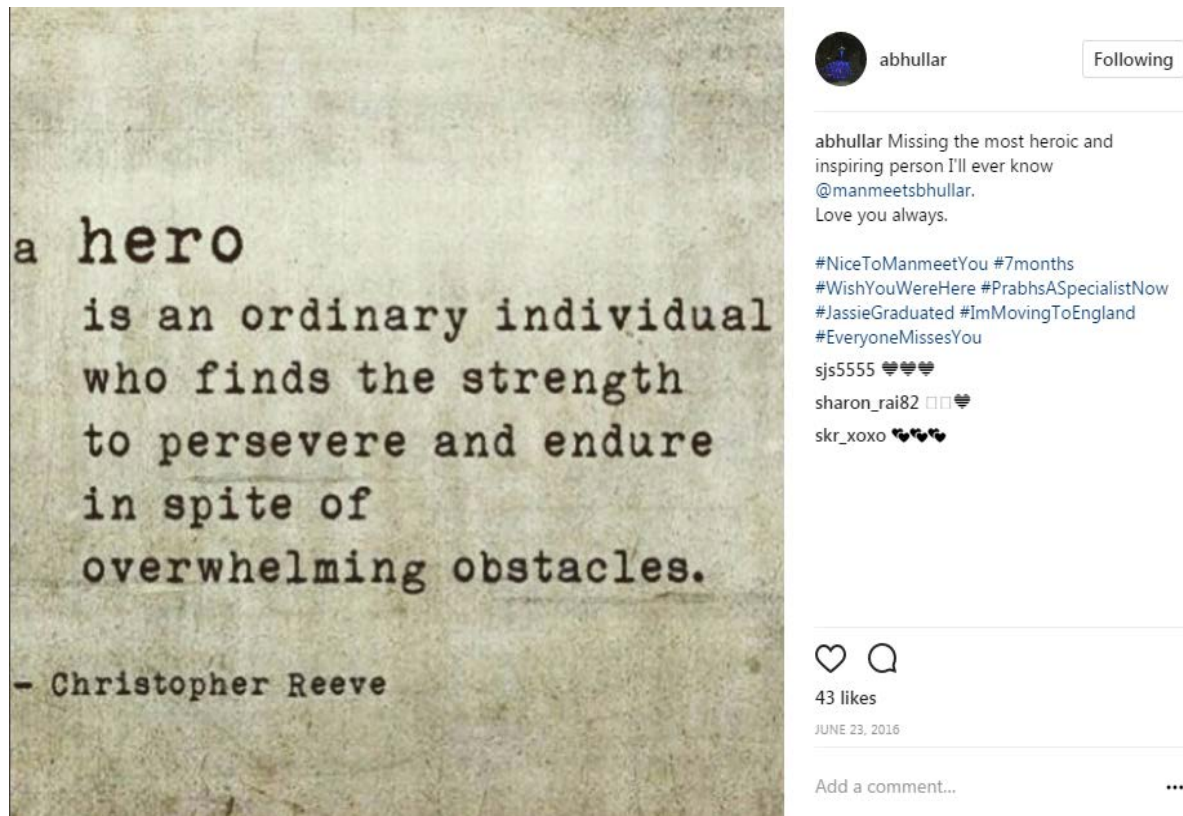 a hero
is an ordinary individual
who finds the strength
to persevere and endure
in spite of
overwhelming obstacles.
- Christopher Reeve
abhullar
Following
abhullar Missing the most heroic and
inspiring person I'll ever know
@manmeetsbhullar.
Love you always.
#NiceToManmeetYou #7months
#WishYouWereHere #PrabhsASpecialistNow
#JassieGraduated #ImMovingToEngland
#EveryoneMissesYou
sjs5555 🖤🖤🖤
sharon_rai82 🖤
skr_xoxo 💕💕💕
43 likes
JUNE 23, 2016
Add a comment...